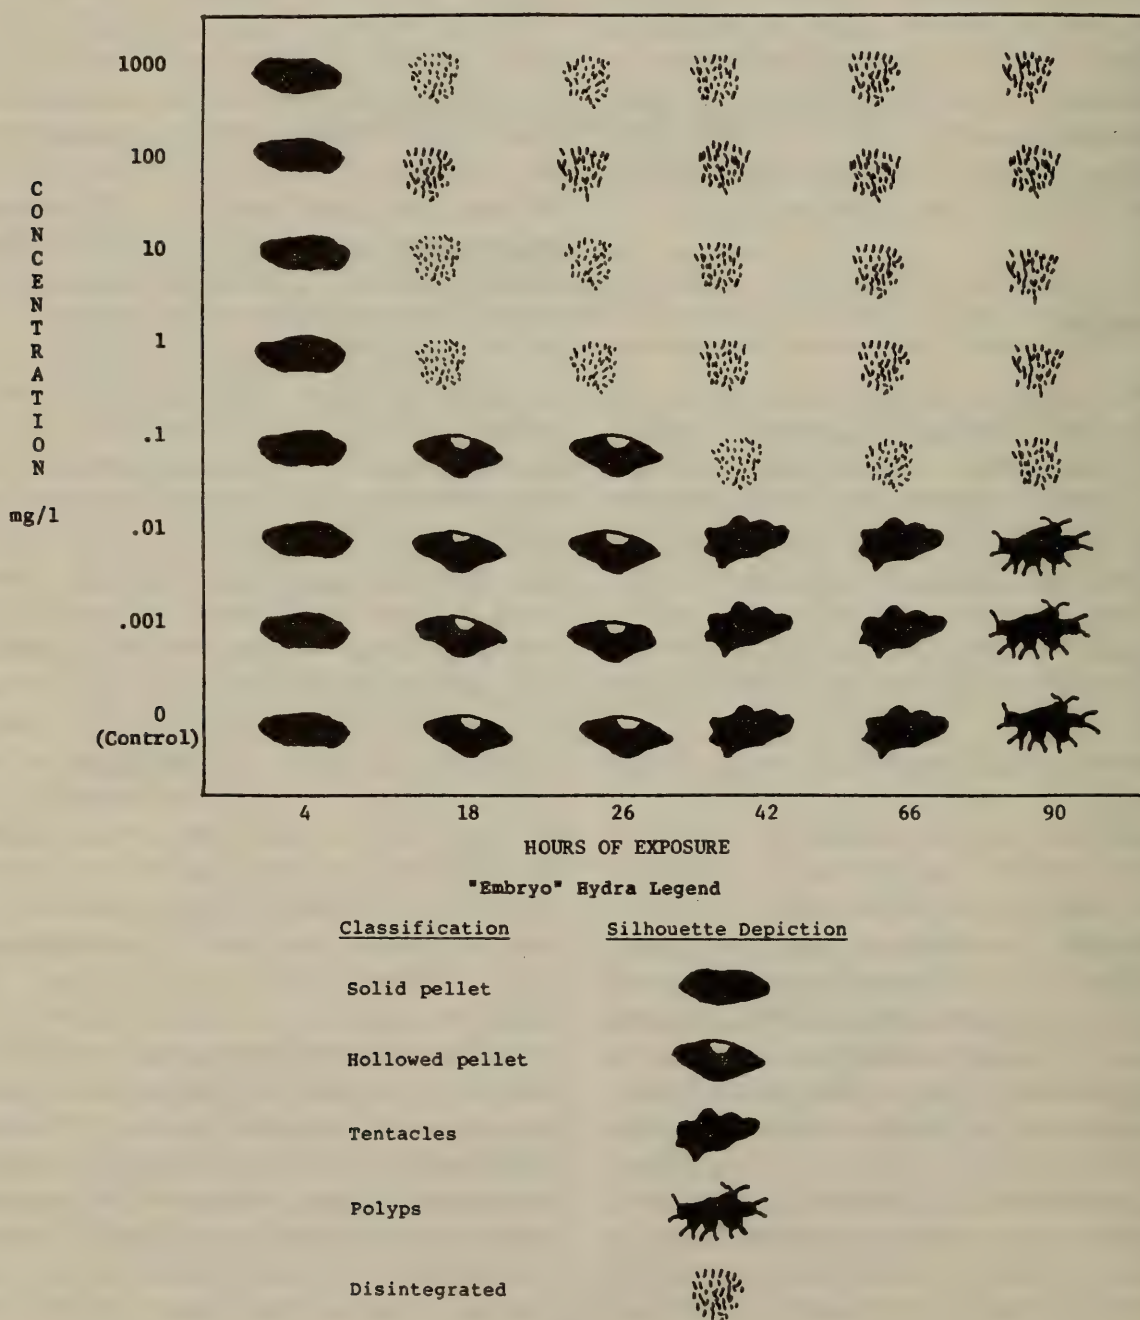 1000
100
10
1
.1
.01
.001
0
(Control)
CONCENTRATION
mg/l
4 18 26 42 66 90
HOURS OF EXPOSURE
"Embryo" Hydra Legend
Classification Silhouette Depiction
Solid pellet
Hollowed pellet
Tentacles
Polyps
Disintegrated